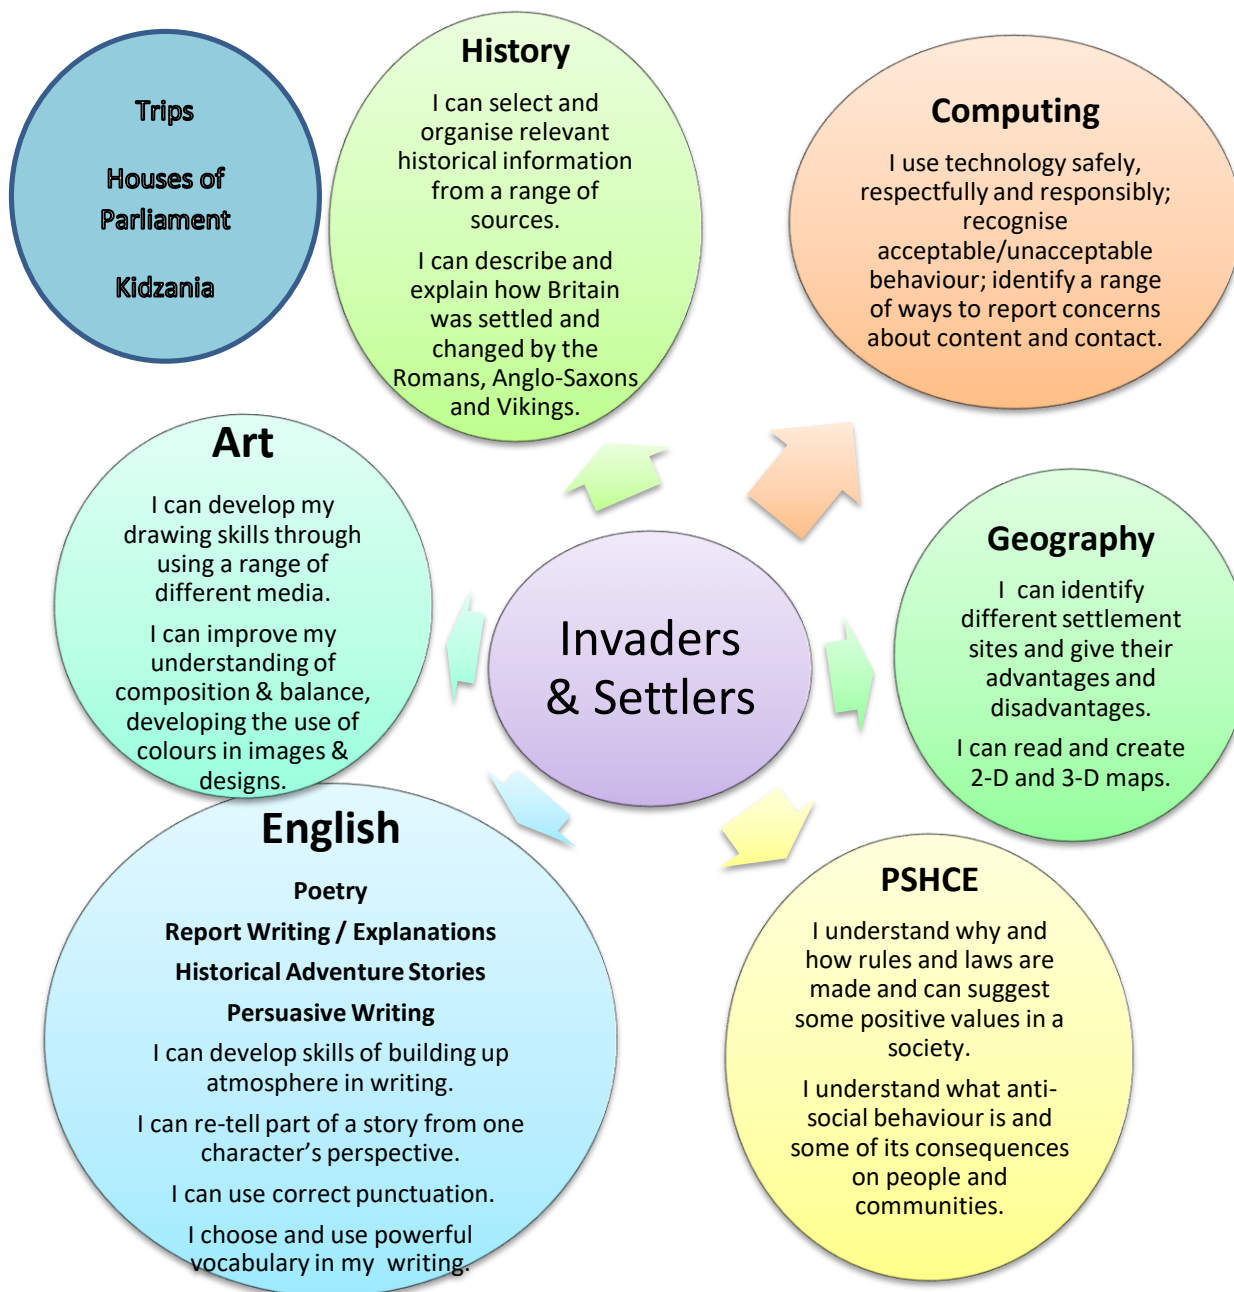 Trips
Houses of
Parliament
Kidzania
History
I can select and
organise relevant
historical information
from a range of
sources.
I can describe and
explain how Britain
was settled and
changed by the
Romans, Anglo-Saxons
and Vikings.
Computing
I use technology safely,
respectfully and responsibly;
recognise
acceptable/unacceptable
behaviour; identify a range
of ways to report concerns
about content and contact.
Art
I can develop my
drawing skills through
using a range of
different media.
I can improve my
understanding of
composition & balance,
developing the use of
colours in images &
designs.
Invaders
& Settlers
Geography
I can identify
different settlement
sites and give their
advantages and
disadvantages.
I can read and create
2-D and 3-D maps.
English
Poetry
Report Writing / Explanations
Historical Adventure Stories
Persuasive Writing
I can develop skills of building up
atmosphere in writing.
I can re-tell part of a story from one
character’s perspective.
I can use correct punctuation.
I choose and use powerful
vocabulary in my writing.
PSHCE
I understand why and
how rules and laws are
made and can suggest
some positive values in a
society.
I understand what anti-
social behaviour is and
some of its consequences
on people and
communities.